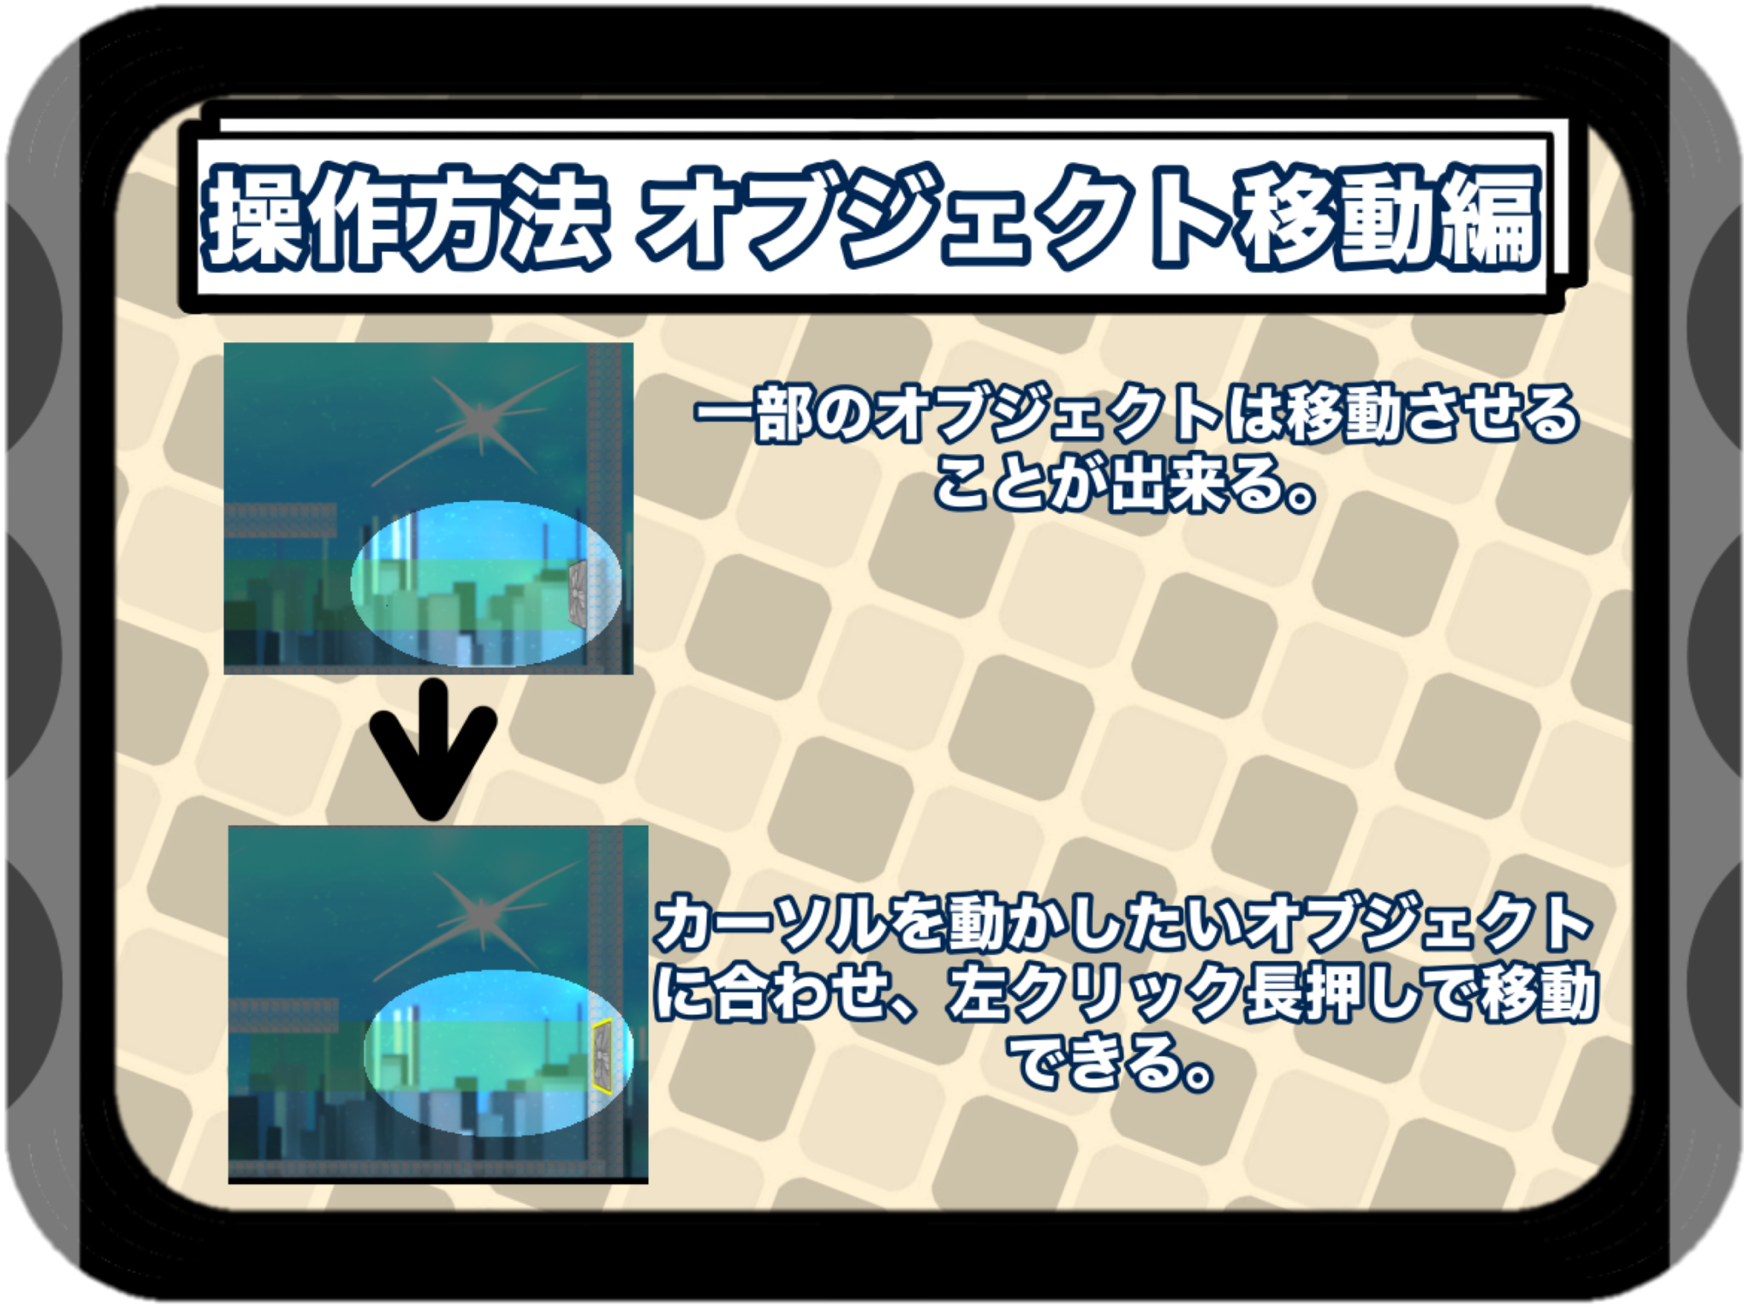 操作方法 オブジェクト移動編
一部のオブジェクトは移動させる
ことが出来る。
カーソルを動かしたいオブジェクト
に合わせ、左クリック長押しで移動
できる。